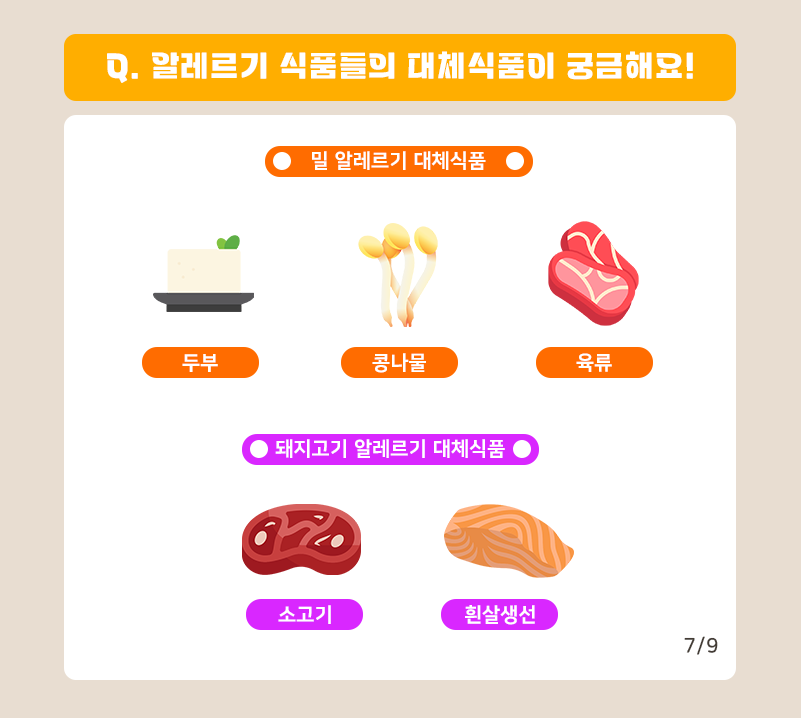 Q. 알레르기 식품들의 대체식품이 궁금해요!
밀 알레르기 대체식품
두부
콩나물
육류
돼지고기 알레르기 대체식품
소고기
흰살생선
7/9